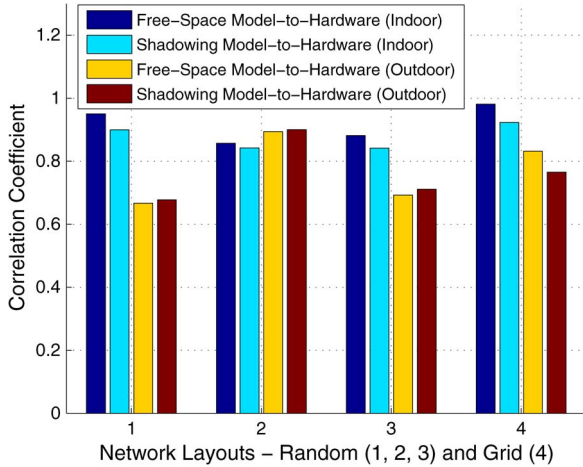 Free−Space Model−to−Hardware (Indoor)
Shadowing Model−to−Hardware (Indoor)
Free−Space Model−to−Hardware (Outdoor)
Shadowing Model−to−Hardware (Outdoor)
1.2
1
0.8
0.6
0.4
0.2
0
Correlation Coefficient
1 2 3 4
Network Layouts − Random (1, 2, 3) and Grid (4)